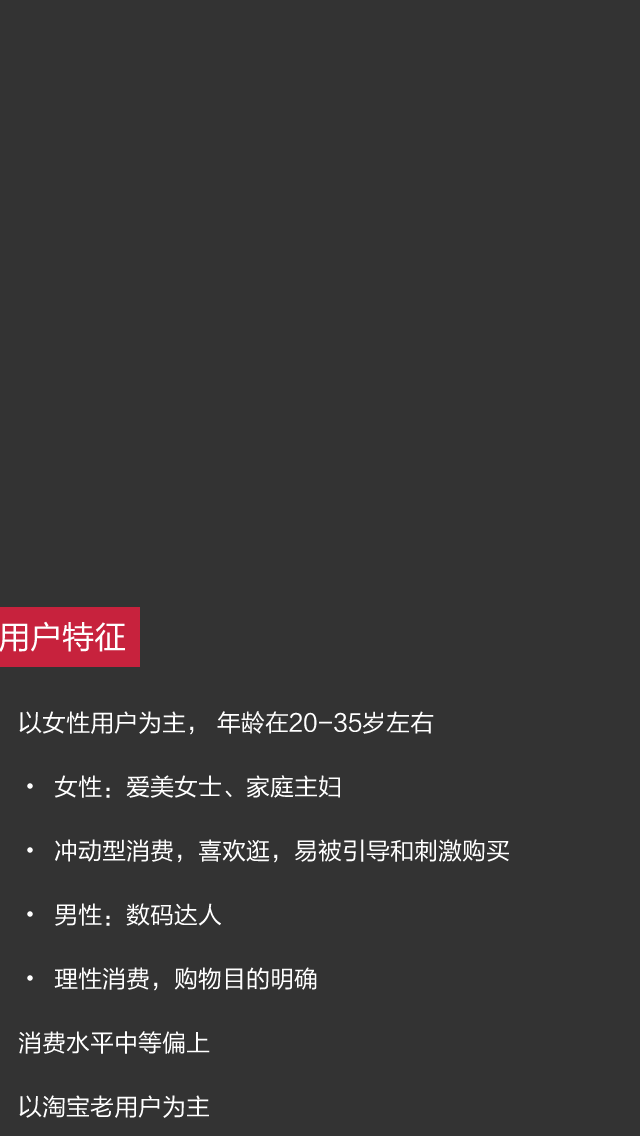 用户特征
以女性用户为主， 年龄在20-35岁左右
• 女性：爱美女士、家庭主妇
• 冲动型消费，喜欢逛，易被引导和刺激购买
• 男性：数码达人
• 理性消费，购物目的明确
消费水平中等偏上
以淘宝老用户为主